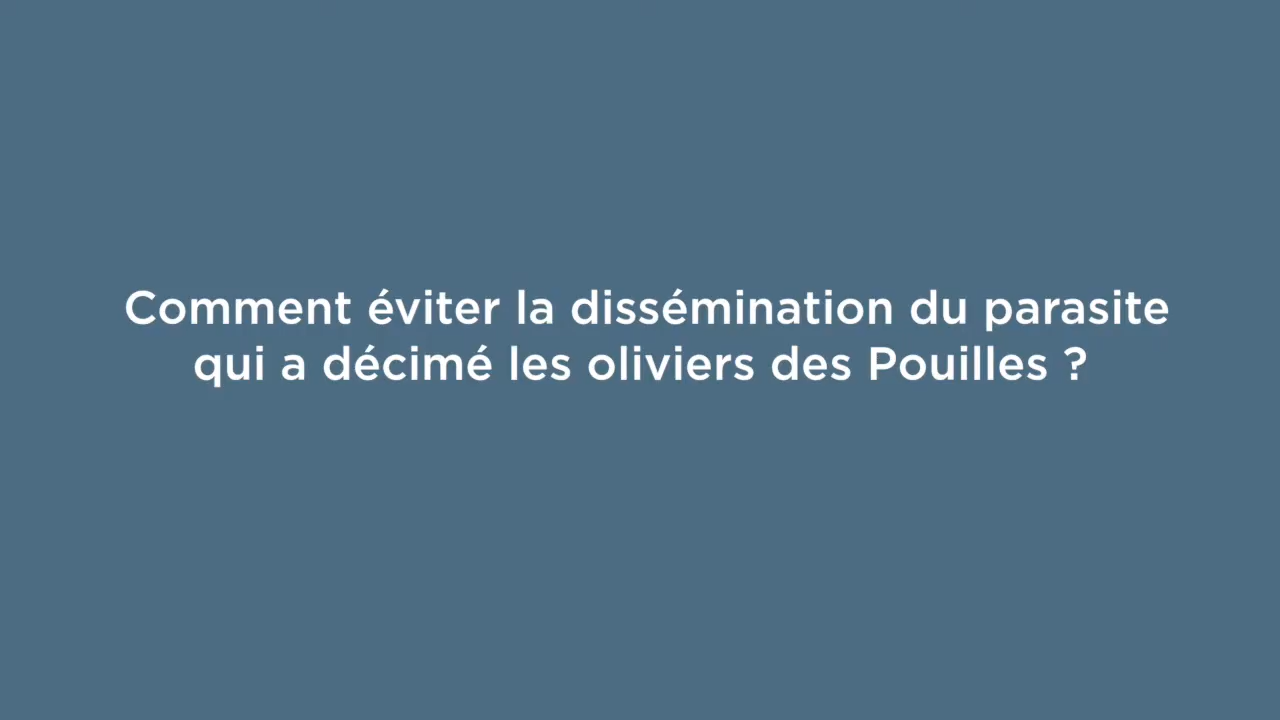 Comment éviter la dissémination du parasite
qui a décimé les oliviers des Pouilles ?